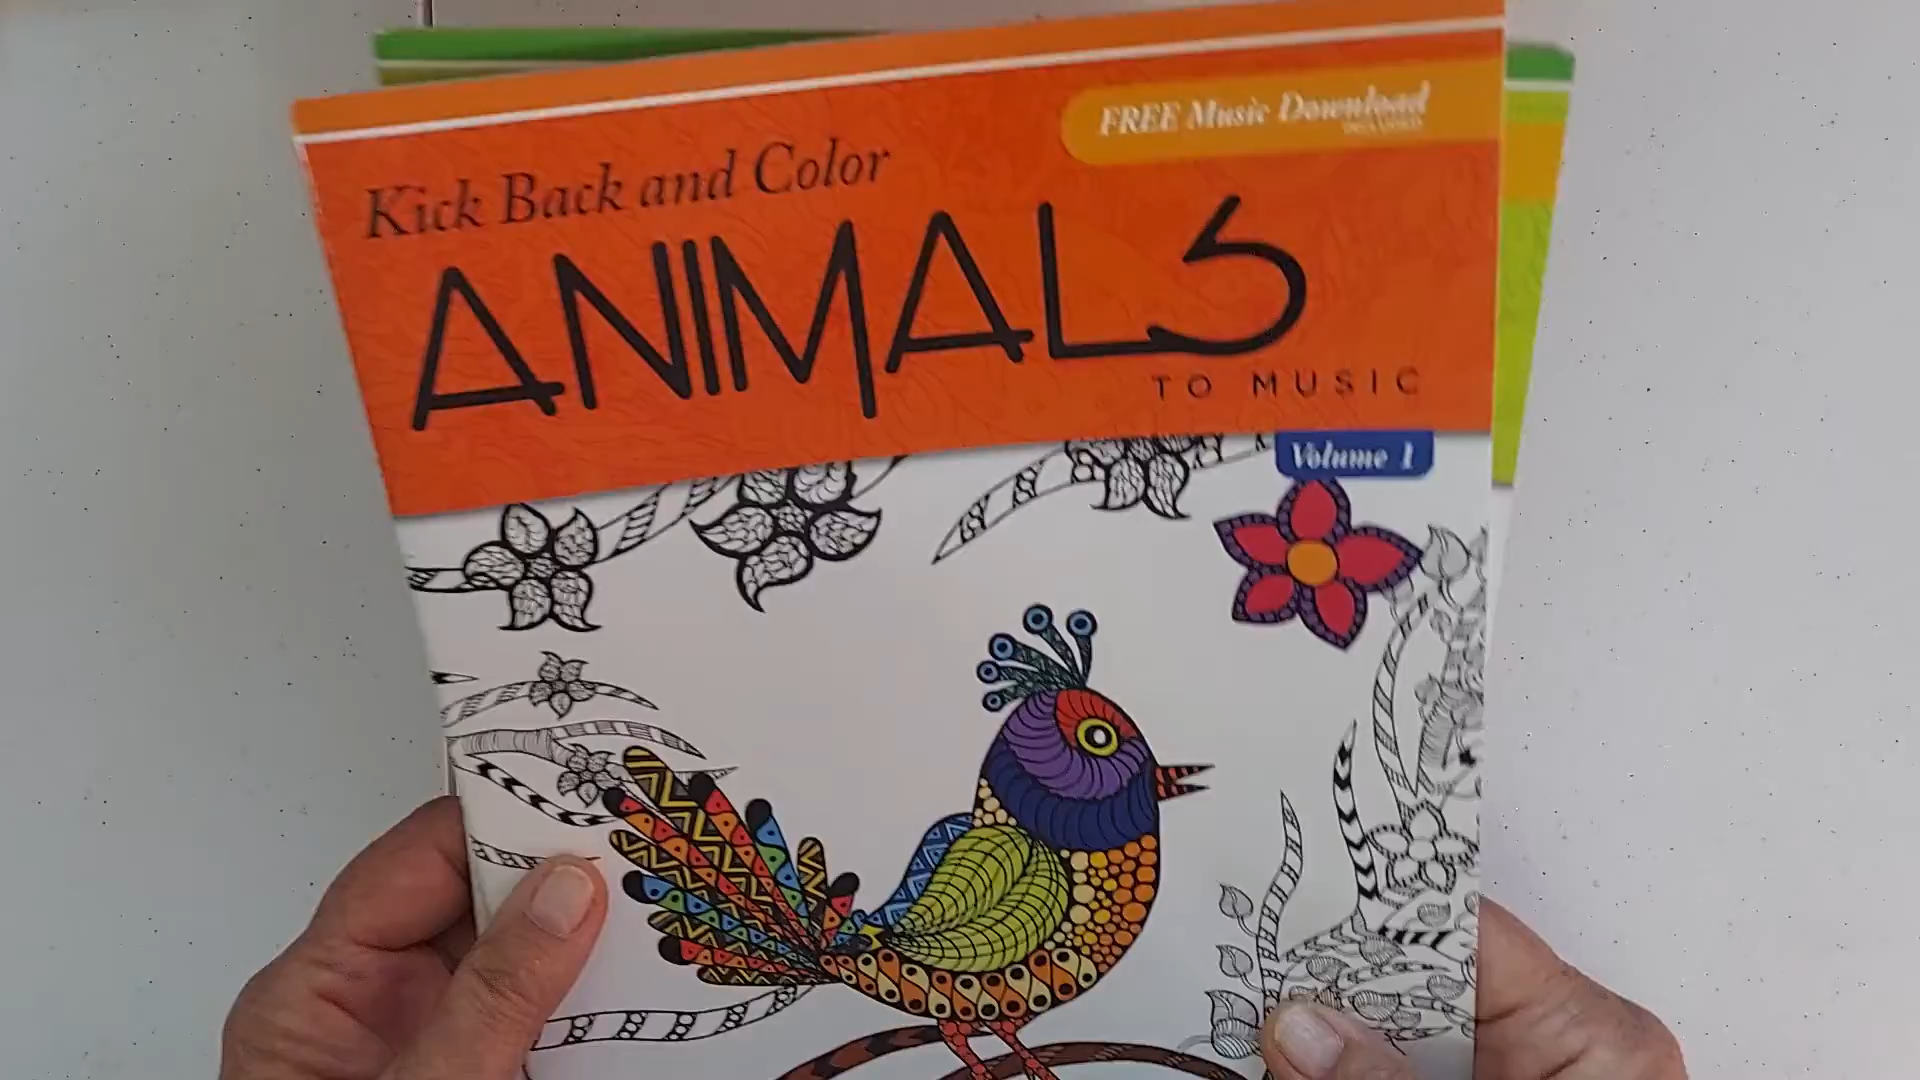 FREE Music Download
Kick Back and Color
ANIMALS
TO MUSIC
Volume 1